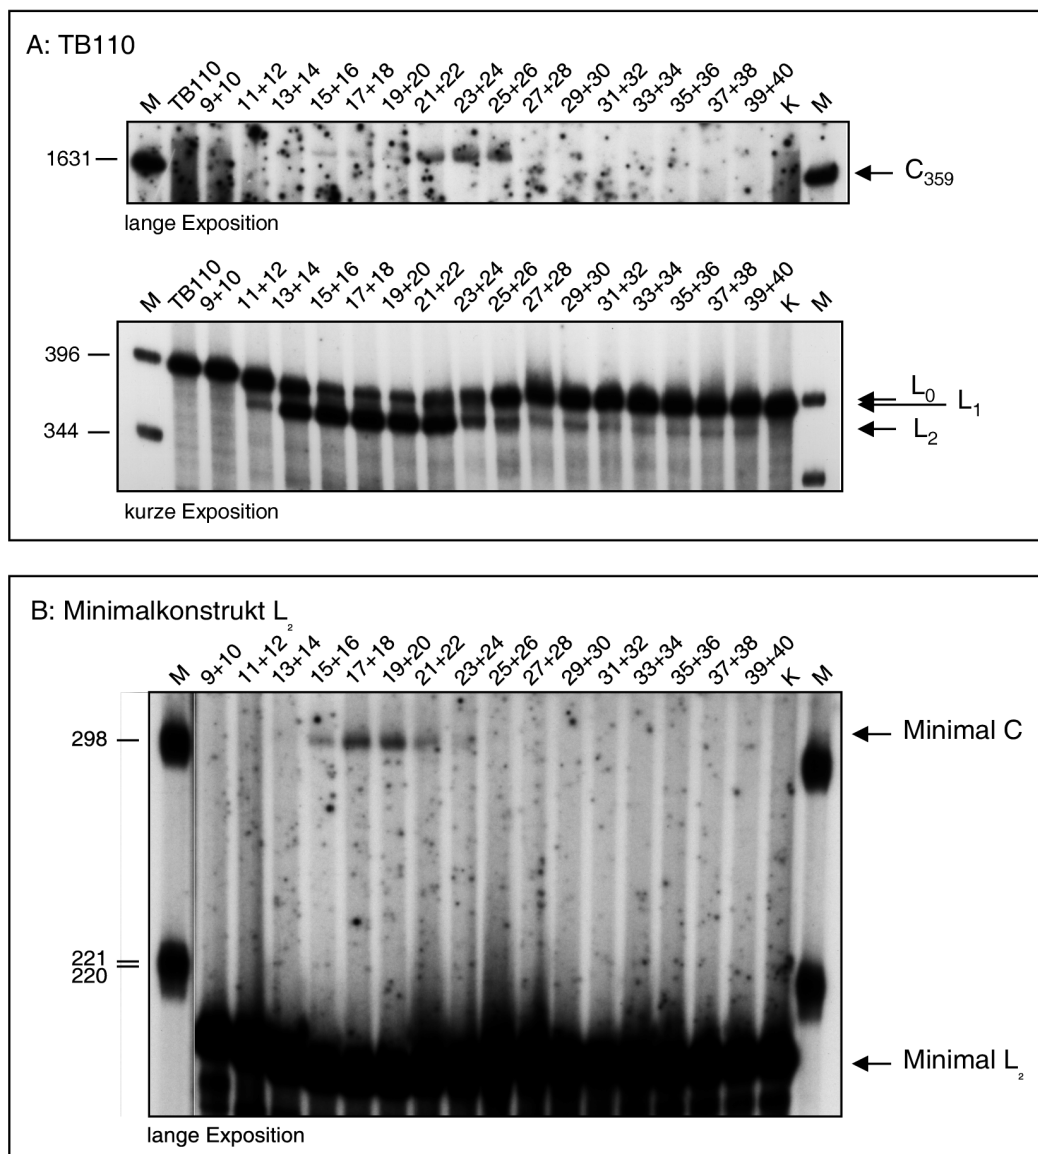 A: TB110
M TB110 9+10 11+12 13+14 15+16 17+18 19+20 21+22 23+24 25+26 27+28 29+30 31+32 33+34 35+36 37+38 39+40 K M
1631
C359
lange Exposition
M TB110 9+10 11+12 13+14 15+16 17+18 19+20 21+22 23+24 25+26 27+28 29+30 31+32 33+34 35+36 37+38 39+40 K M
396
L0
L1
344
L2
kurze Exposition
B: Minimalkonstrukt L2
M 9+10 11+12 13+14 15+16 17+18 19+20 21+22 23+24 25+26 27+28 29+30 31+32 33+34 35+36 37+38 39+40 K M
298
Minimal C
221
220
Minimal L2
lange Exposition